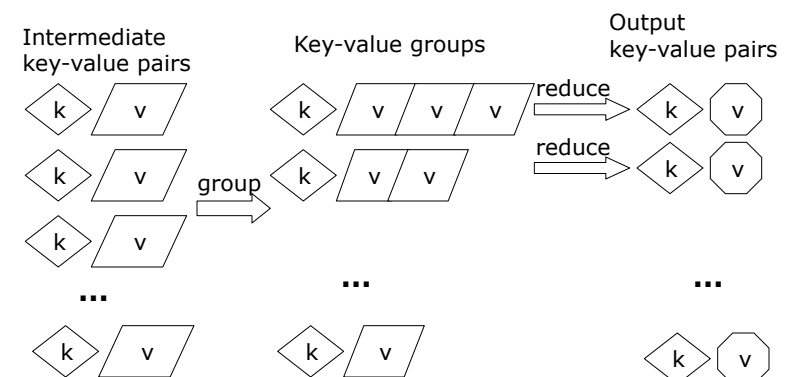 Intermediate
key-value pairs
Key-value groups
Output
key-value pairs
k v
k v v v
reduce
k v
k v
group
k v v
reduce
k v
k v
...
...
...
k v
k v
k v